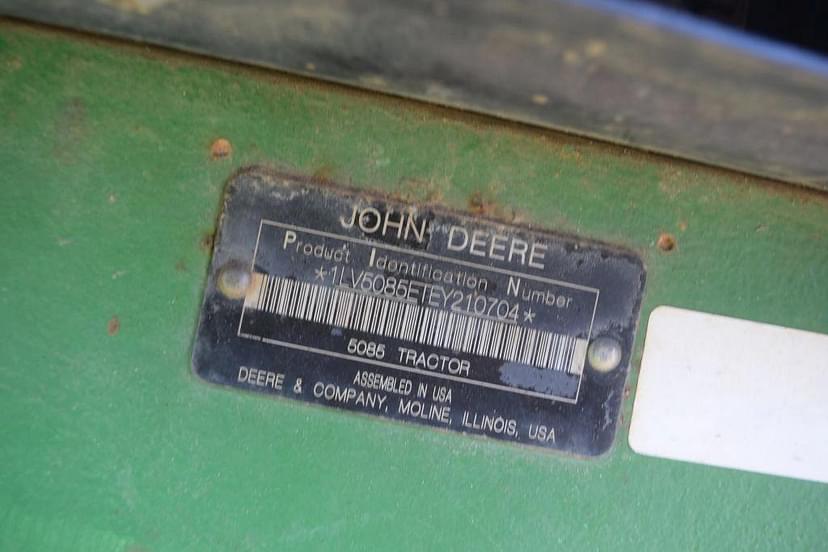 JOHN DEERE
Product Identification Number
*1LV5085ETEY210704*
5085 TRACTOR
ASSEMBLED IN USA
DEERE & COMPANY, MOLINE, ILLINOIS, USA